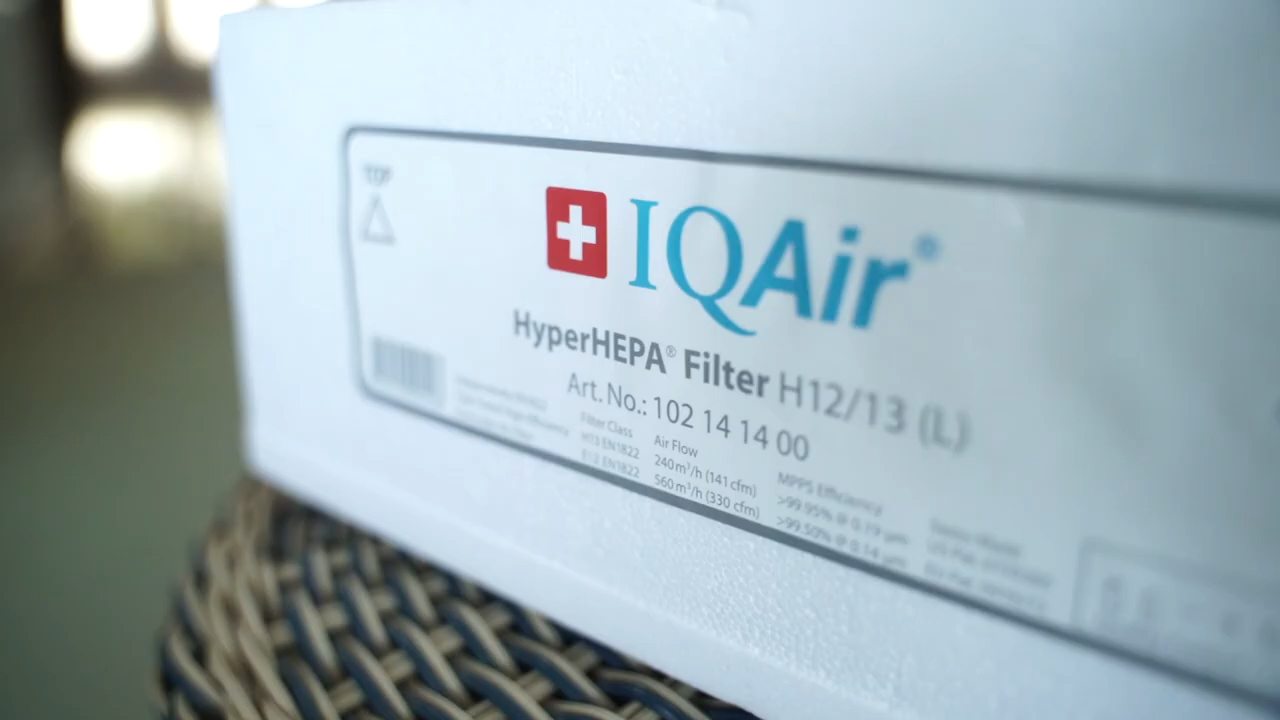 TOP
IQAir®
HyperHEPA® Filter H12/13 (L)
Art. No.: 102 14 14 00
Filter Class
H13 EN1822
E12 EN1822
Air Flow
240 m³/h (141 cfm)
560 m³/h (330 cfm)
MPPS Efficiency
>99.95% @ 0.19 µm
>99.50% @ 0.14 µm
Swiss Made